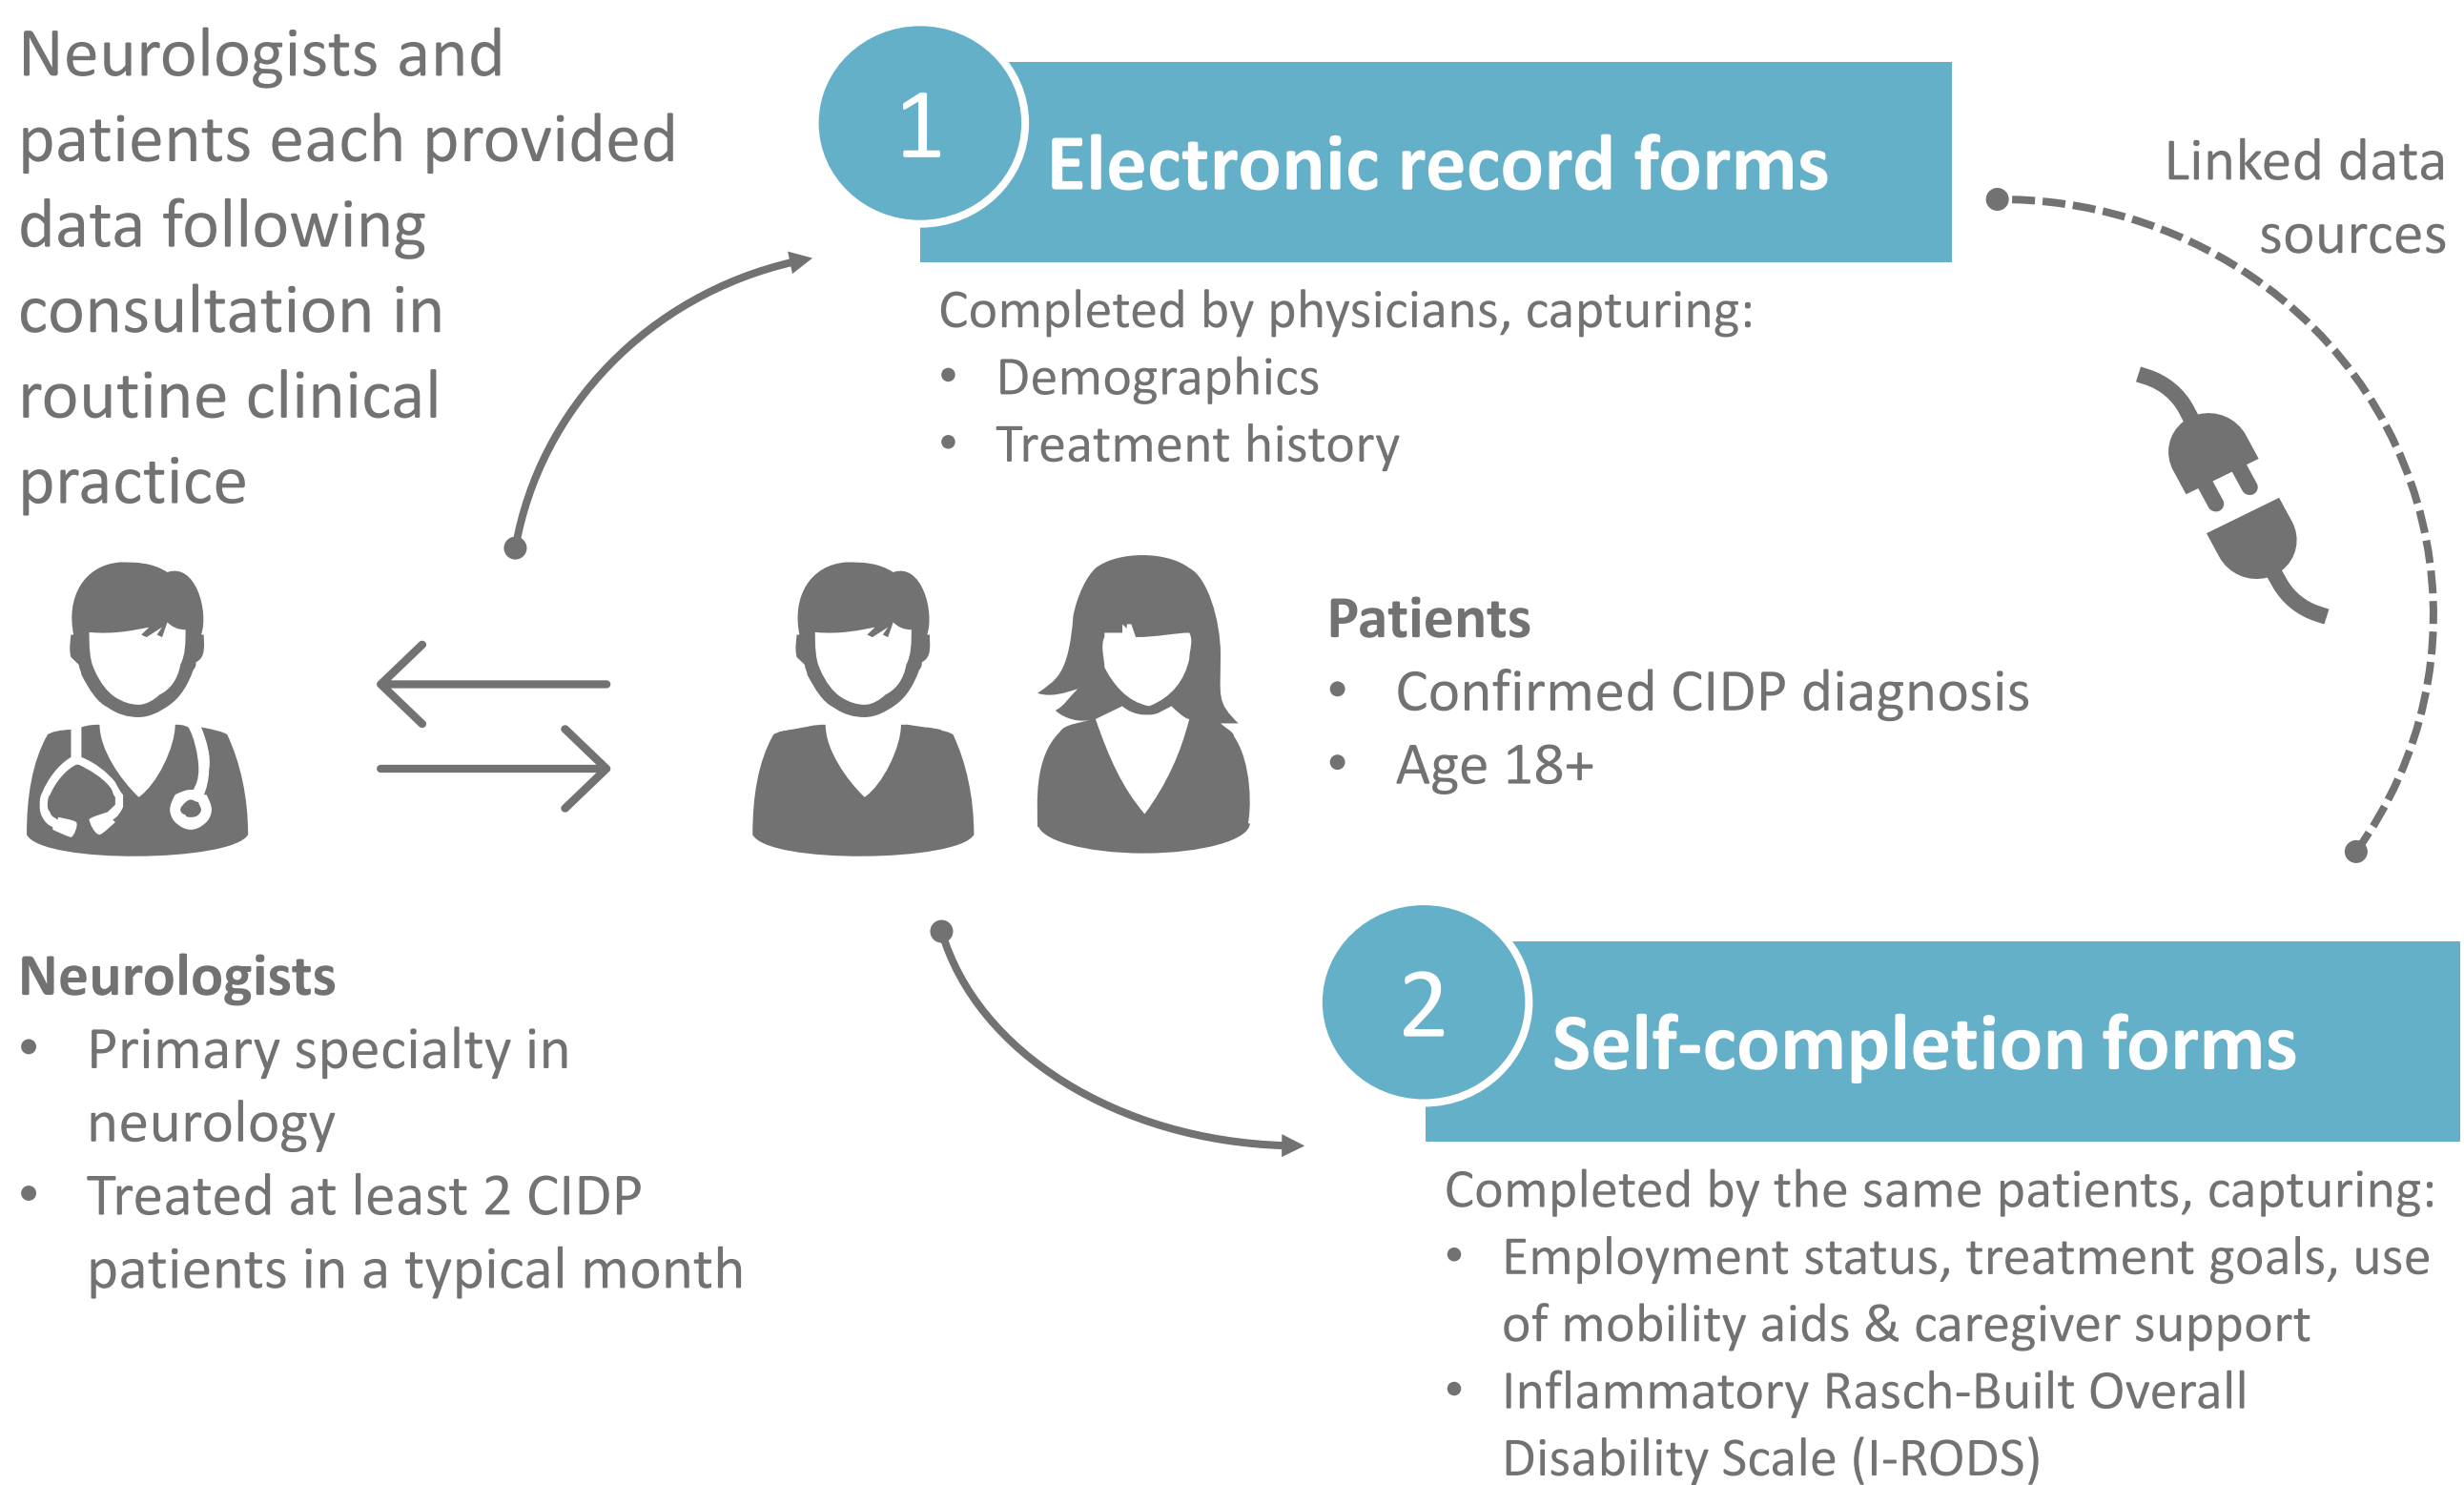 Neurologists and
patients each provided
data following
consultation in
routine clinical
practice
1
Electronic record forms
Completed by physicians, capturing:
• Demographics
• Treatment history
Linked data
sources
Patients
• Confirmed CIDP diagnosis
• Age 18+
Neurologists
• Primary specialty in
neurology
• Treated at least 2 CIDP
patients in a typical month
2
Self-completion forms
Completed by the same patients, capturing:
• Employment status, treatment goals, use
of mobility aids & caregiver support
• Inflammatory Rasch-Built Overall
Disability Scale (I-RODS)